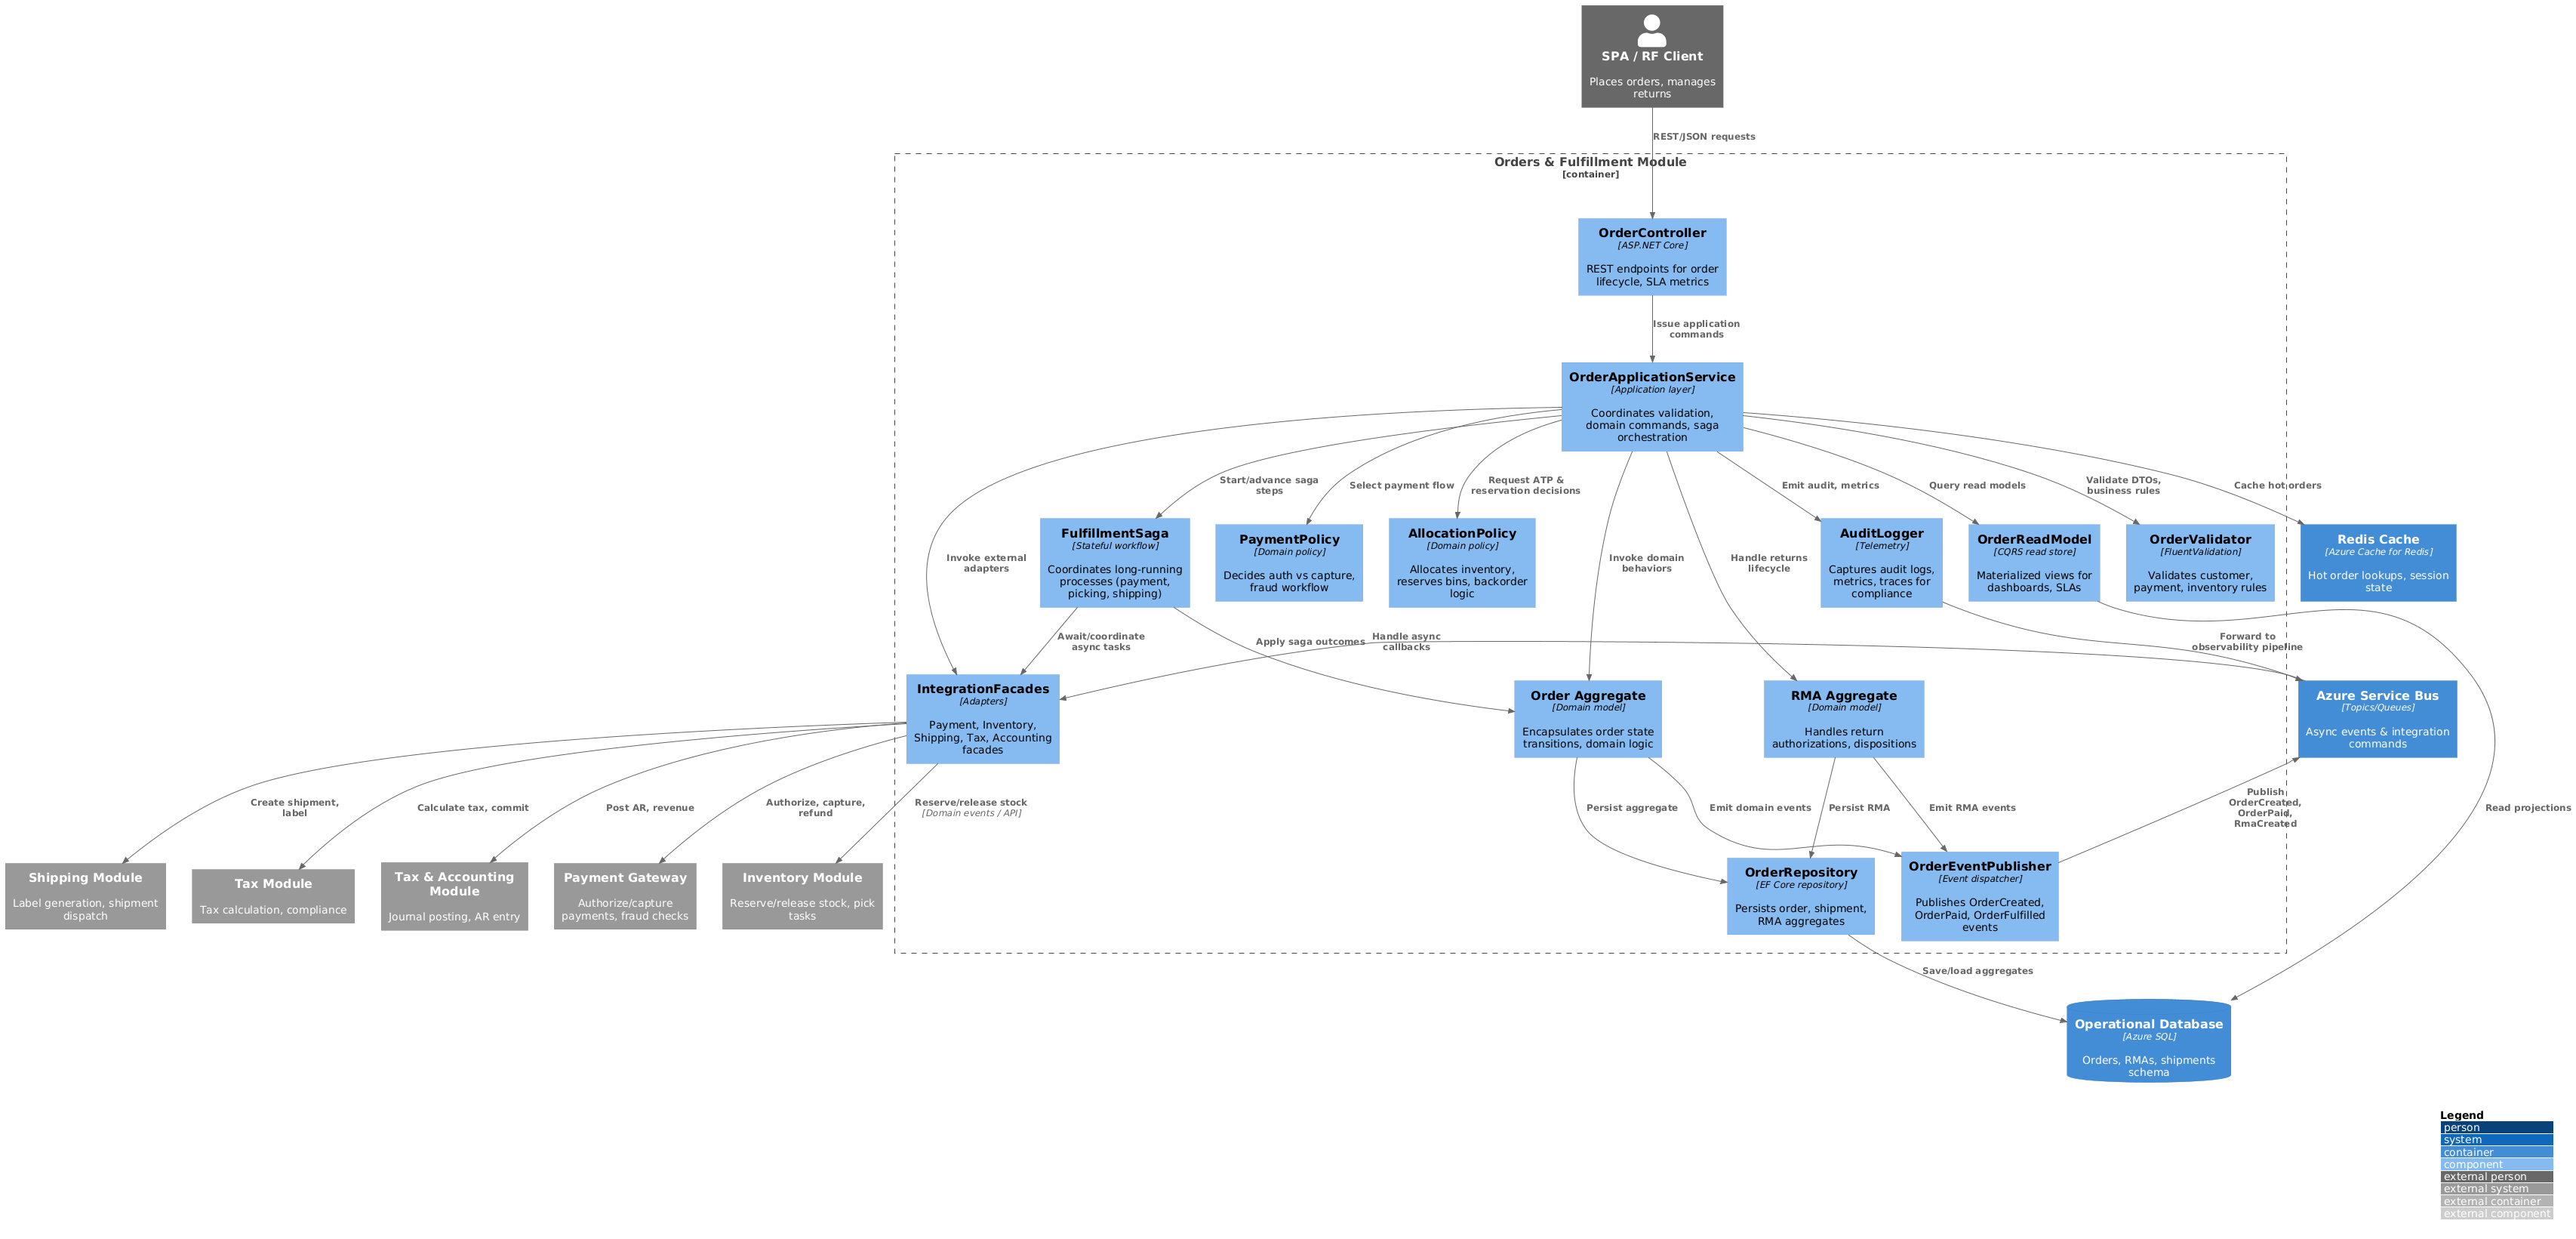 SPA / RF Client
Places orders, manages
returns
REST/JSON requests
Orders & Fulfillment Module
[container]
OrderController
[ASP.NET Core]
REST endpoints for order
lifecycle, SLA metrics
Issue application
commands
OrderApplicationService
[Application layer]
Coordinates validation,
domain commands, saga
orchestration
Start/advance saga
steps
Select payment flow
Request ATP &
reservation decisions
Emit audit, metrics
Query read models
Validate DTOs,
business rules
Cache hot orders
Invoke external
adapters
FulfillmentSaga
[Stateful workflow]
Coordinates long-running
processes (payment,
picking, shipping)
PaymentPolicy
[Domain policy]
Decides auth vs capture,
fraud workflow
AllocationPolicy
[Domain policy]
Allocates inventory,
reserves bins, backorder
logic
Invoke domain
behaviors
Handle returns
lifecycle
AuditLogger
[Telemetry]
Captures audit logs,
metrics, traces for
compliance
OrderReadModel
[CQRS read store]
Materialized views for
dashboards, SLAs
OrderValidator
[FluentValidation]
Validates customer,
payment, inventory rules
Redis Cache
[Azure Cache for Redis]
Hot order lookups, session
state
Await/coordinate
async tasks
Apply saga outcomes
Handle async
callbacks
Forward to
observability pipeline
IntegrationFacades
[Adapters]
Payment, Inventory,
Shipping, Tax, Accounting
facades
Order Aggregate
[Domain model]
Encapsulates order state
transitions, domain logic
RMA Aggregate
[Domain model]
Handles return
authorizations, dispositions
Azure Service Bus
[Topics/Queues]
Async events & integration
commands
Create shipment,
label
Calculate tax, commit
Post AR, revenue
Authorize, capture,
refund
Reserve/release stock
[Domain events / API]
Persist aggregate
Emit domain events
Persist RMA
Emit RMA events
Publish
OrderCreated,
OrderPaid,
RmaCreated
Read projections
Shipping Module
Label generation, shipment
dispatch
Tax Module
Tax calculation, compliance
Tax & Accounting
Module
Journal posting, AR entry
Payment Gateway
Authorize/capture
payments, fraud checks
Inventory Module
Reserve/release stock, pick
tasks
OrderRepository
[EF Core repository]
Persists order, shipment,
RMA aggregates
OrderEventPublisher
[Event dispatcher]
Publishes OrderCreated,
OrderPaid, OrderFulfilled
events
Save/load aggregates
Operational Database
[Azure SQL]
Orders, RMAs, shipments
schema
Legend
person
system
container
component
external person
external system
external container
external component